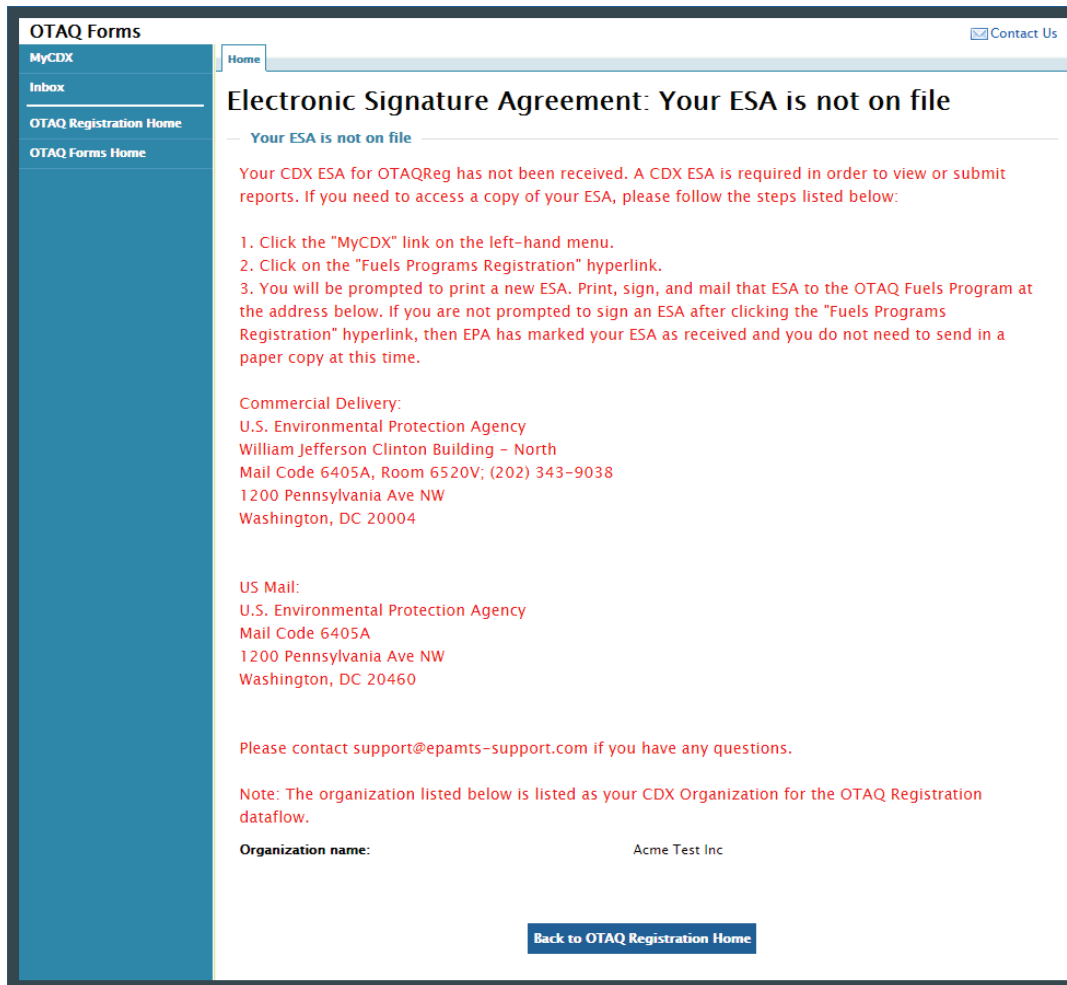 OTAQ Forms
Contact Us
MyCDX
Inbox
OTAQ Registration Home
OTAQ Forms Home
Home
Electronic Signature Agreement: Your ESA is not on file
Your ESA is not on file
Your CDX ESA for OTAQReg has not been received. A CDX ESA is required in order to view or submit
reports. If you need to access a copy of your ESA, please follow the steps listed below:
1. Click the "MyCDX" link on the left-hand menu.
2. Click on the "Fuels Programs Registration" hyperlink.
3. You will be prompted to print a new ESA. Print, sign, and mail that ESA to the OTAQ Fuels Program at
the address below. If you are not prompted to sign an ESA after clicking the "Fuels Programs
Registration" hyperlink, then EPA has marked your ESA as received and you do not need to send in a
paper copy at this time.
Commercial Delivery:
U.S. Environmental Protection Agency
William Jefferson Clinton Building - North
Mail Code 6405A, Room 6520V; (202) 343-9038
1200 Pennsylvania Ave NW
Washington, DC 20004
US Mail:
U.S. Environmental Protection Agency
Mail Code 6405A
1200 Pennsylvania Ave NW
Washington, DC 20460
Please contact support@epamts-support.com if you have any questions.
Note: The organization listed below is listed as your CDX Organization for the OTAQ Registration
dataflow.
Organization name: Acme Test Inc
Back to OTAQ Registration Home